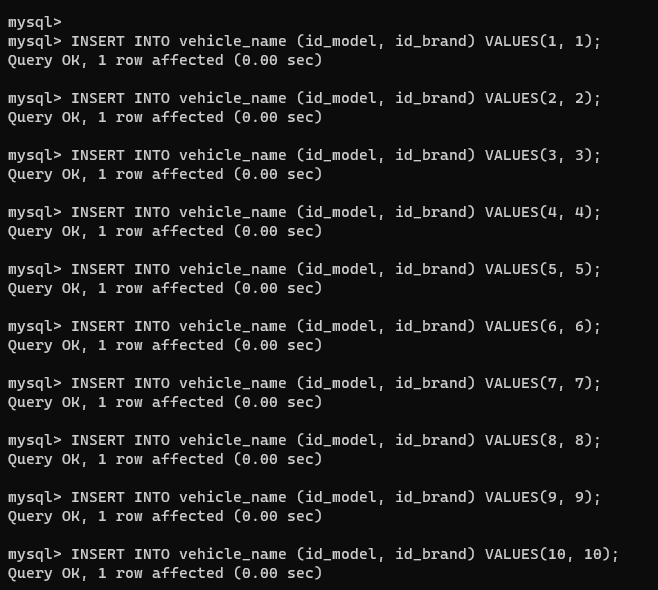 mysql>
mysql> INSERT INTO vehicle_name (id_model, id_brand) VALUES(1, 1);
Query OK, 1 row affected (0.00 sec)
mysql> INSERT INTO vehicle_name (id_model, id_brand) VALUES(2, 2);
Query OK, 1 row affected (0.00 sec)
mysql> INSERT INTO vehicle_name (id_model, id_brand) VALUES(3, 3);
Query OK, 1 row affected (0.00 sec)
mysql> INSERT INTO vehicle_name (id_model, id_brand) VALUES(4, 4);
Query OK, 1 row affected (0.00 sec)
mysql> INSERT INTO vehicle_name (id_model, id_brand) VALUES(5, 5);
Query OK, 1 row affected (0.00 sec)
mysql> INSERT INTO vehicle_name (id_model, id_brand) VALUES(6, 6);
Query OK, 1 row affected (0.00 sec)
mysql> INSERT INTO vehicle_name (id_model, id_brand) VALUES(7, 7);
Query OK, 1 row affected (0.00 sec)
mysql> INSERT INTO vehicle_name (id_model, id_brand) VALUES(8, 8);
Query OK, 1 row affected (0.00 sec)
mysql> INSERT INTO vehicle_name (id_model, id_brand) VALUES(9, 9);
Query OK, 1 row affected (0.00 sec)
mysql> INSERT INTO vehicle_name (id_model, id_brand) VALUES(10, 10);
Query OK, 1 row affected (0.00 sec)